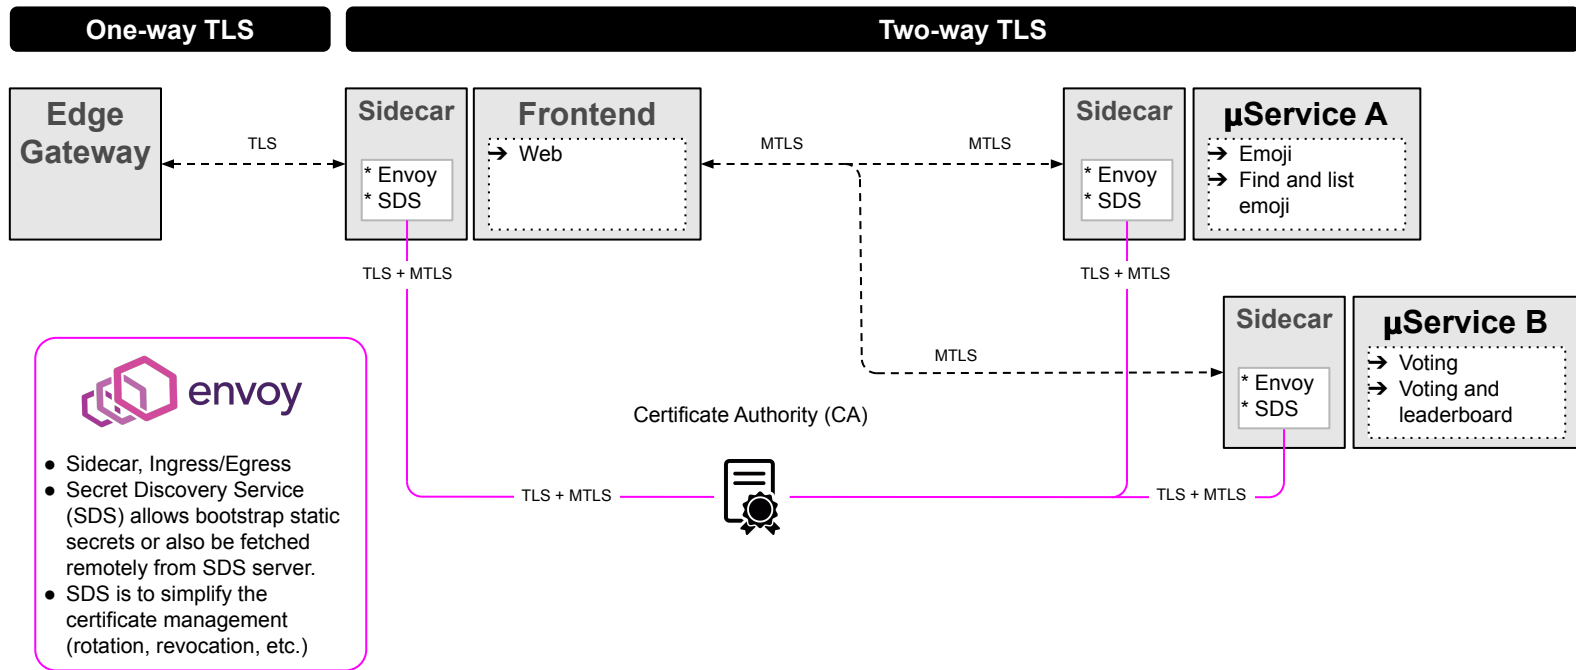 One-way TLS
Two-way TLS
Edge
Gateway
TLS
Sidecar
* Envoy
* SDS
Frontend
➔ Web
MTLS
MTLS
Sidecar
* Envoy
* SDS
µService A
➔ Emoji
➔ Find and list
emoji
TLS + MTLS
TLS + MTLS
MTLS
Sidecar
* Envoy
* SDS
µService B
➔ Voting
➔ Voting and
leaderboard
Certificate Authority (CA)
TLS + MTLS
TLS + MTLS
envoy
● Sidecar, Ingress/Egress
● Secret Discovery Service
(SDS) allows bootstrap static
secrets or also be fetched
remotely from SDS server.
● SDS is to simplify the
certificate management
(rotation, revocation, etc.)